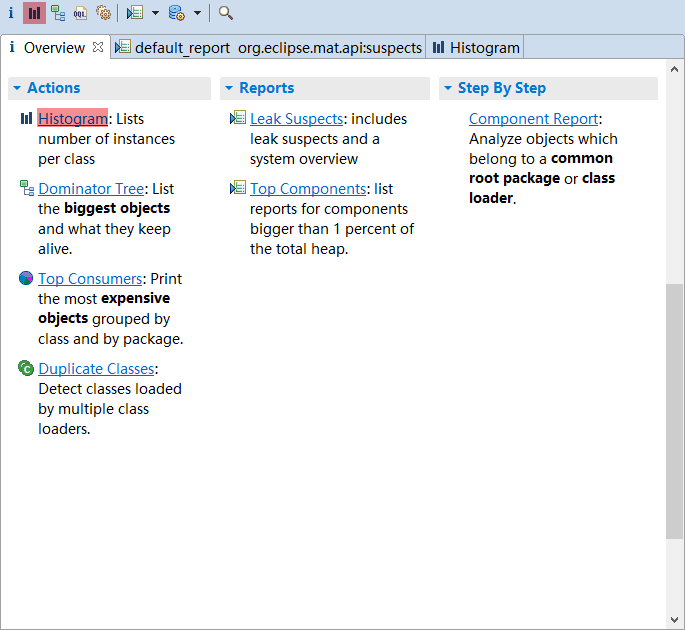 i OQL
i Overview default_report org.eclipse.mat.api:suspects Histogram
Actions
Histogram: Lists
number of instances
per class
Dominator Tree: List
the biggest objects
and what they keep
alive.
Top Consumers: Print
the most expensive
objects grouped by
class and by package.
Duplicate Classes:
Detect classes loaded
by multiple class
loaders.
Reports
Leak Suspects: includes
leak suspects and a
system overview
Top Components: list
reports for components
bigger than 1 percent of
the total heap.
Step By Step
Component Report:
Analyze objects which
belong to a common
root package or class
loader.